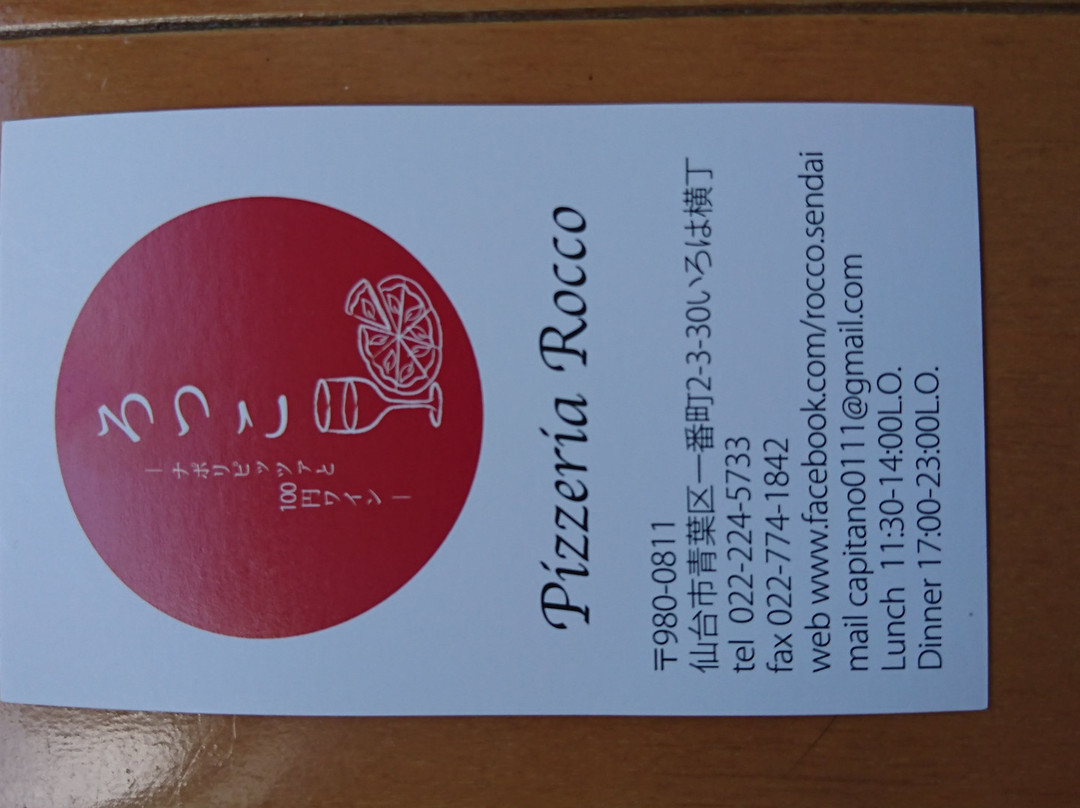 ろっこ
ーナポリピッツァと
100円ワインー
Pizzeria Rocco
〒980-0811
仙台市青葉区一番町2-3-30いろは横丁
tel 022-224-5733
fax 022-774-1842
web www.facebook.com/rocco.sendai
mail capitano0111@gmail.com
Lunch 11:30-14:00L.O.
Dinner 17:00-23:00L.O.